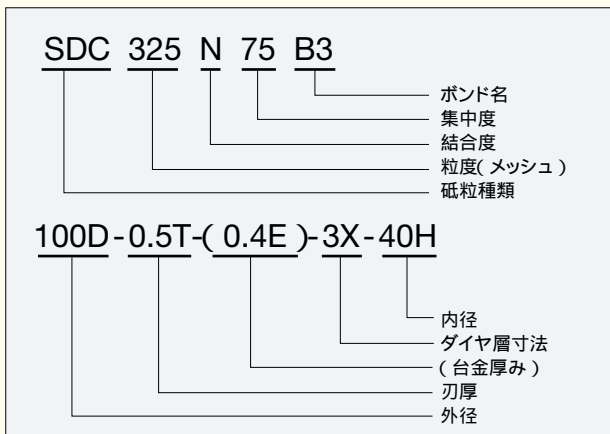 SDC 325 N 75 B3
ボンド名
集中度
結合度
粒度(メッシュ)
砥粒種類
100D-0.5T-(0.4E)-3X-40H
内径
ダイヤ層寸法
(台金厚み)
刃厚
外径